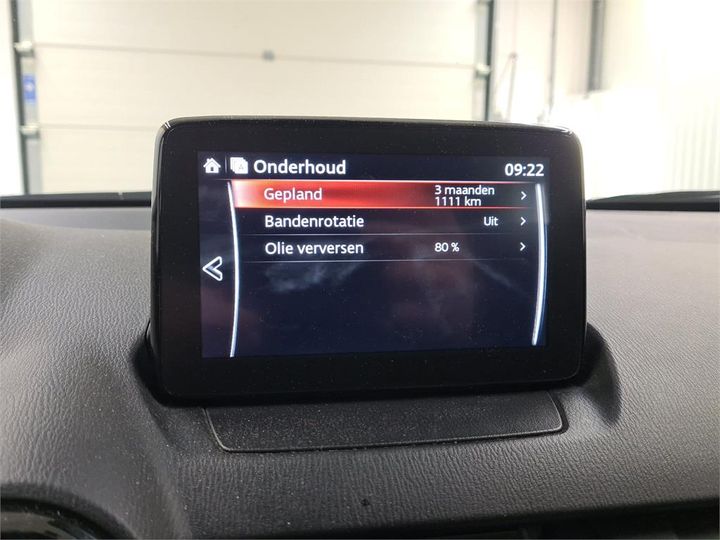 Onderhoud 09:22
Gepland 3 maanden
1111 km
Bandenrotatie Uit
Olie verversen 80 %